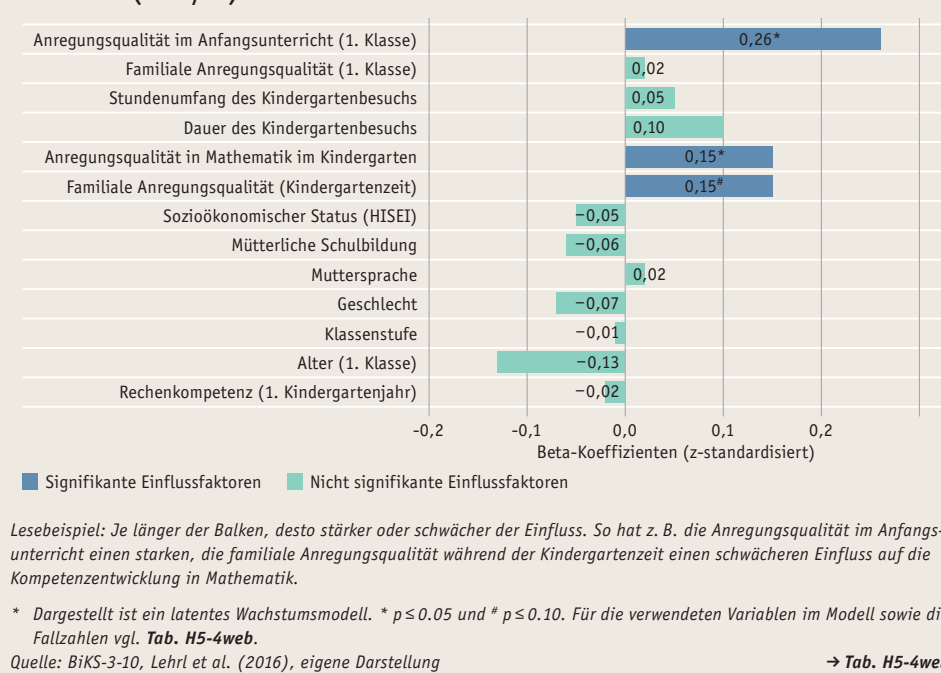 Anregungsqualität im Anfangsunterricht (1. Klasse) 0,26*
Familiale Anregungsqualität (1. Klasse) 0,02
Stundenumfang des Kindergartenbesuchs 0,05
Dauer des Kindergartenbesuchs 0,10
Anregungsqualität in Mathematik im Kindergarten 0,15*
Familiale Anregungsqualität (Kindergartenzeit) 0,15#
Sozioökonomischer Status (HISEI) −0,05
Mütterliche Schulbildung −0,06
Muttersprache 0,02
Geschlecht −0,07
Klassenstufe −0,01
Alter (1. Klasse) −0,13
Rechenkompetenz (1. Kindergartenjahr) −0,02
-0,2 -0,1 0,0 0,1 0,2
Beta-Koeffizienten (z-standardisiert)
Signifikante Einflussfaktoren Nicht signifikante Einflussfaktoren
Lesebeispiel: Je länger der Balken, desto stärker oder schwächer der Einfluss. So hat z. B. die Anregungsqualität im Anfangs-
unterricht einen starken, die familiale Anregungsqualität während der Kindergartenzeit einen schwächeren Einfluss auf die
Kompetenzentwicklung in Mathematik.
* Dargestellt ist ein latentes Wachstumsmodell. * p ≤ 0.05 und # p ≤ 0.10. Für die verwendeten Variablen im Modell sowie di
Fallzahlen vgl. Tab. H5-4web.
Quelle: BiKS-3-10, Lehrl et al. (2016), eigene Darstellung → Tab. H5-4we